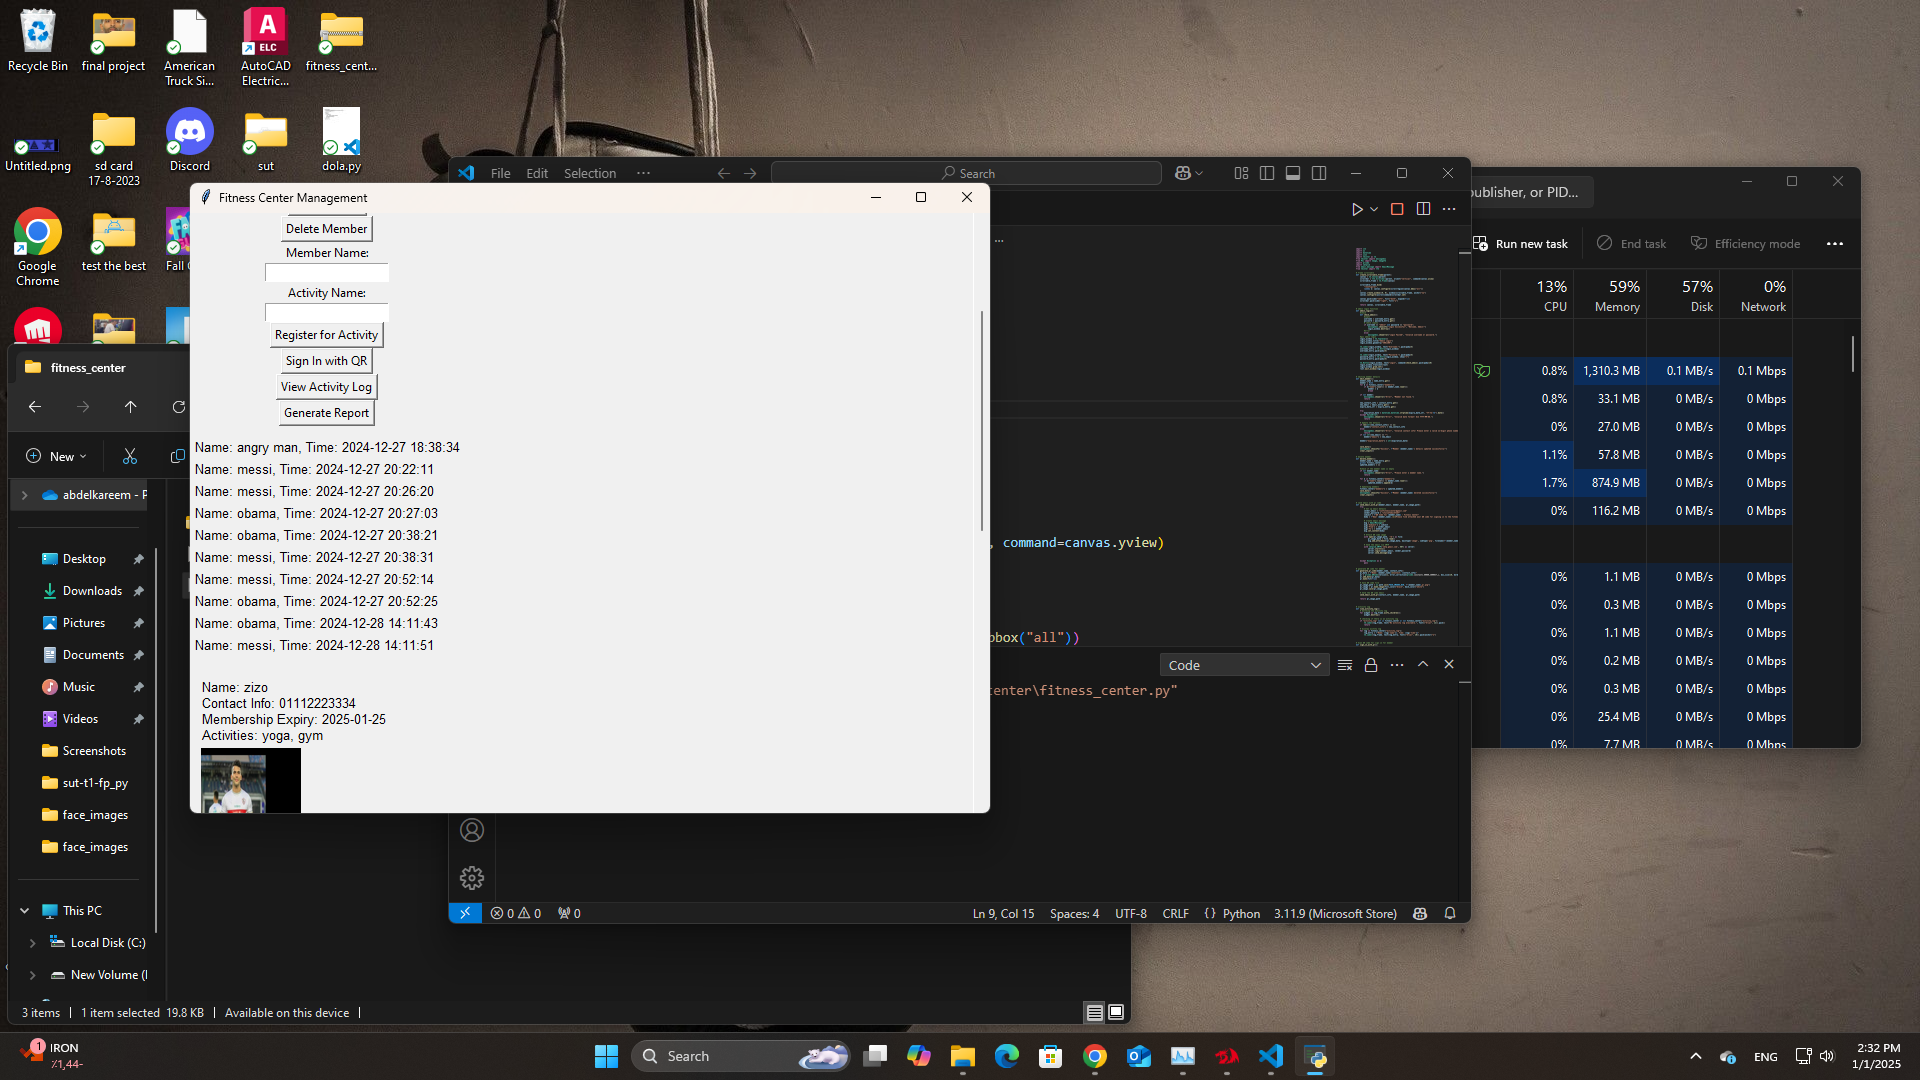 Recycle Bin
final project
American
Truck Si...
AutoCAD
Electric...
fitness_cent...
Untitled.png
sd card
17-8-2023
Discord
sut
dola.py
Google
Chrome
test the best
Fall G
File
Edit
Selection
Search
Fitness Center Management
Delete Member
Member Name:
Activity Name:
Register for Activity
Sign In with QR
View Activity Log
Generate Report
Name: angry man, Time: 2024-12-27 18:38:34
Name: messi, Time: 2024-12-27 20:22:11
Name: messi, Time: 2024-12-27 20:26:20
Name: obama, Time: 2024-12-27 20:27:03
Name: obama, Time: 2024-12-27 20:38:21
Name: messi, Time: 2024-12-27 20:38:31
Name: messi, Time: 2024-12-27 20:52:14
Name: obama, Time: 2024-12-27 20:52:25
Name: obama, Time: 2024-12-28 14:11:43
Name: messi, Time: 2024-12-28 14:11:51
Name: zizo
Contact Info: 01112223334
Membership Expiry: 2025-01-25
Activities: yoga, gym
, command=canvas.yview)
bbox("all"))
Code
center\fitness_center.py"
0 0
0
Ln 9, Col 15
Spaces: 4
UTF-8
CRLF
{ } Python
3.11.9 (Microsoft Store)
publisher, or PID...
Run new task
End task
Efficiency mode
13% 59% 57% 0%
CPU Memory Disk Network
0.8% 1,310.3 MB 0.1 MB/s 0.1 Mbps
0.8% 33.1 MB 0 MB/s 0 Mbps
0% 27.0 MB 0 MB/s 0 Mbps
1.1% 57.8 MB 0 MB/s 0 Mbps
1.7% 874.9 MB 0 MB/s 0 Mbps
0% 116.2 MB 0 MB/s 0 Mbps
0% 1.1 MB 0 MB/s 0 Mbps
0% 0.3 MB 0 MB/s 0 Mbps
0% 1.1 MB 0 MB/s 0 Mbps
0% 0.2 MB 0 MB/s 0 Mbps
0% 0.3 MB 0 MB/s 0 Mbps
0% 25.4 MB 0 MB/s 0 Mbps
0% 7.7 MB 0 MB/s 0 Mbps
fitness_center
New
abdelkareem - P
Desktop
Downloads
Pictures
Documents
Music
Videos
Screenshots
sut-t1-fp_py
face_images
face_images
This PC
Local Disk (C:)
New Volume (
3 items
1 item selected 19.8 KB
Available on this device
1
IRON
٪1,44-
Search
ENG
2:32 PM
1/1/2025